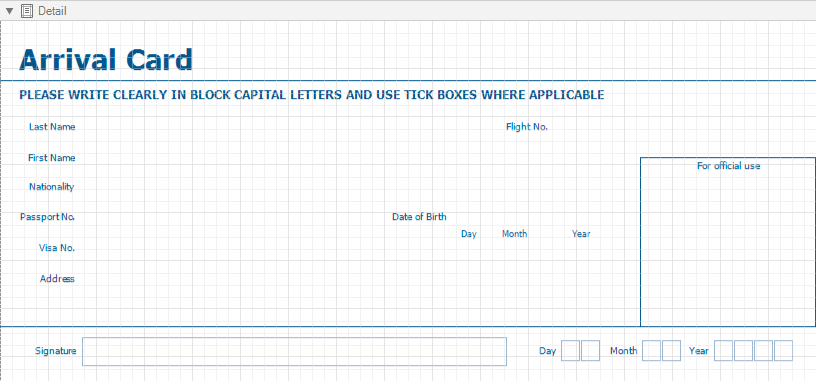 Detail
Arrival Card
PLEASE WRITE CLEARLY IN BLOCK CAPITAL LETTERS AND USE TICK BOXES WHERE APPLICABLE
Last Name Flight No.
First Name
For official use
Nationality
Passport No. Date of Birth
Day Month Year
Visa No.
Address
Signature Day Month Year